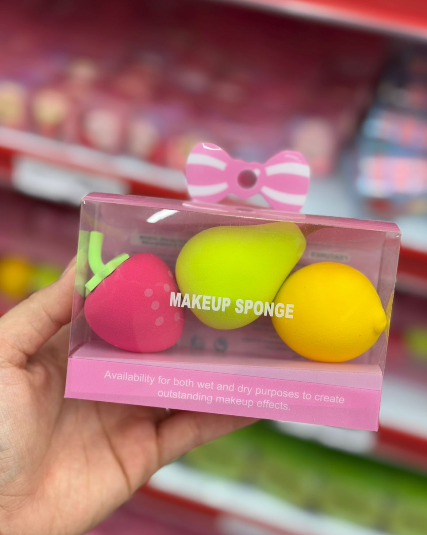 MAKEUP SPONGE
Availability for both wet and dry purposes to create
outstanding makeup effects.